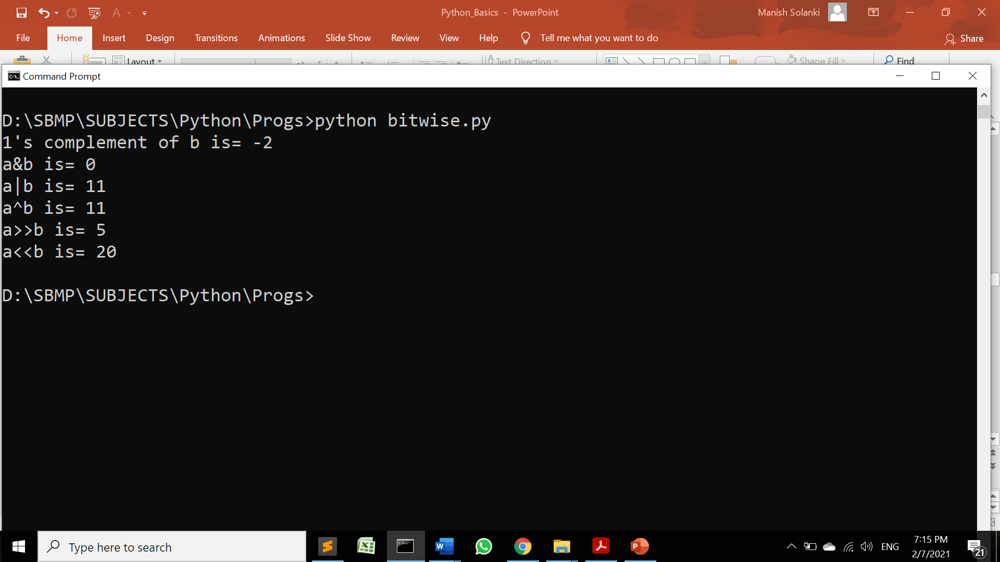 Python_Basics - PowerPoint
Manish Solanki
File Home Insert Design Transitions Animations Slide Show Review View Help Tell me what you want to do Share
Layout Text Direction Shape Fill Find
Command Prompt
D:\SBMP\SUBJECTS\Python\Progs>python bitwise.py
1's complement of b is= -2
a&b is= 0
a|b is= 11
a^b is= 11
a>>b is= 5
a<<b is= 20
D:\SBMP\SUBJECTS\Python\Progs>
Type here to search
ENG
7:15 PM
2/7/2021
21